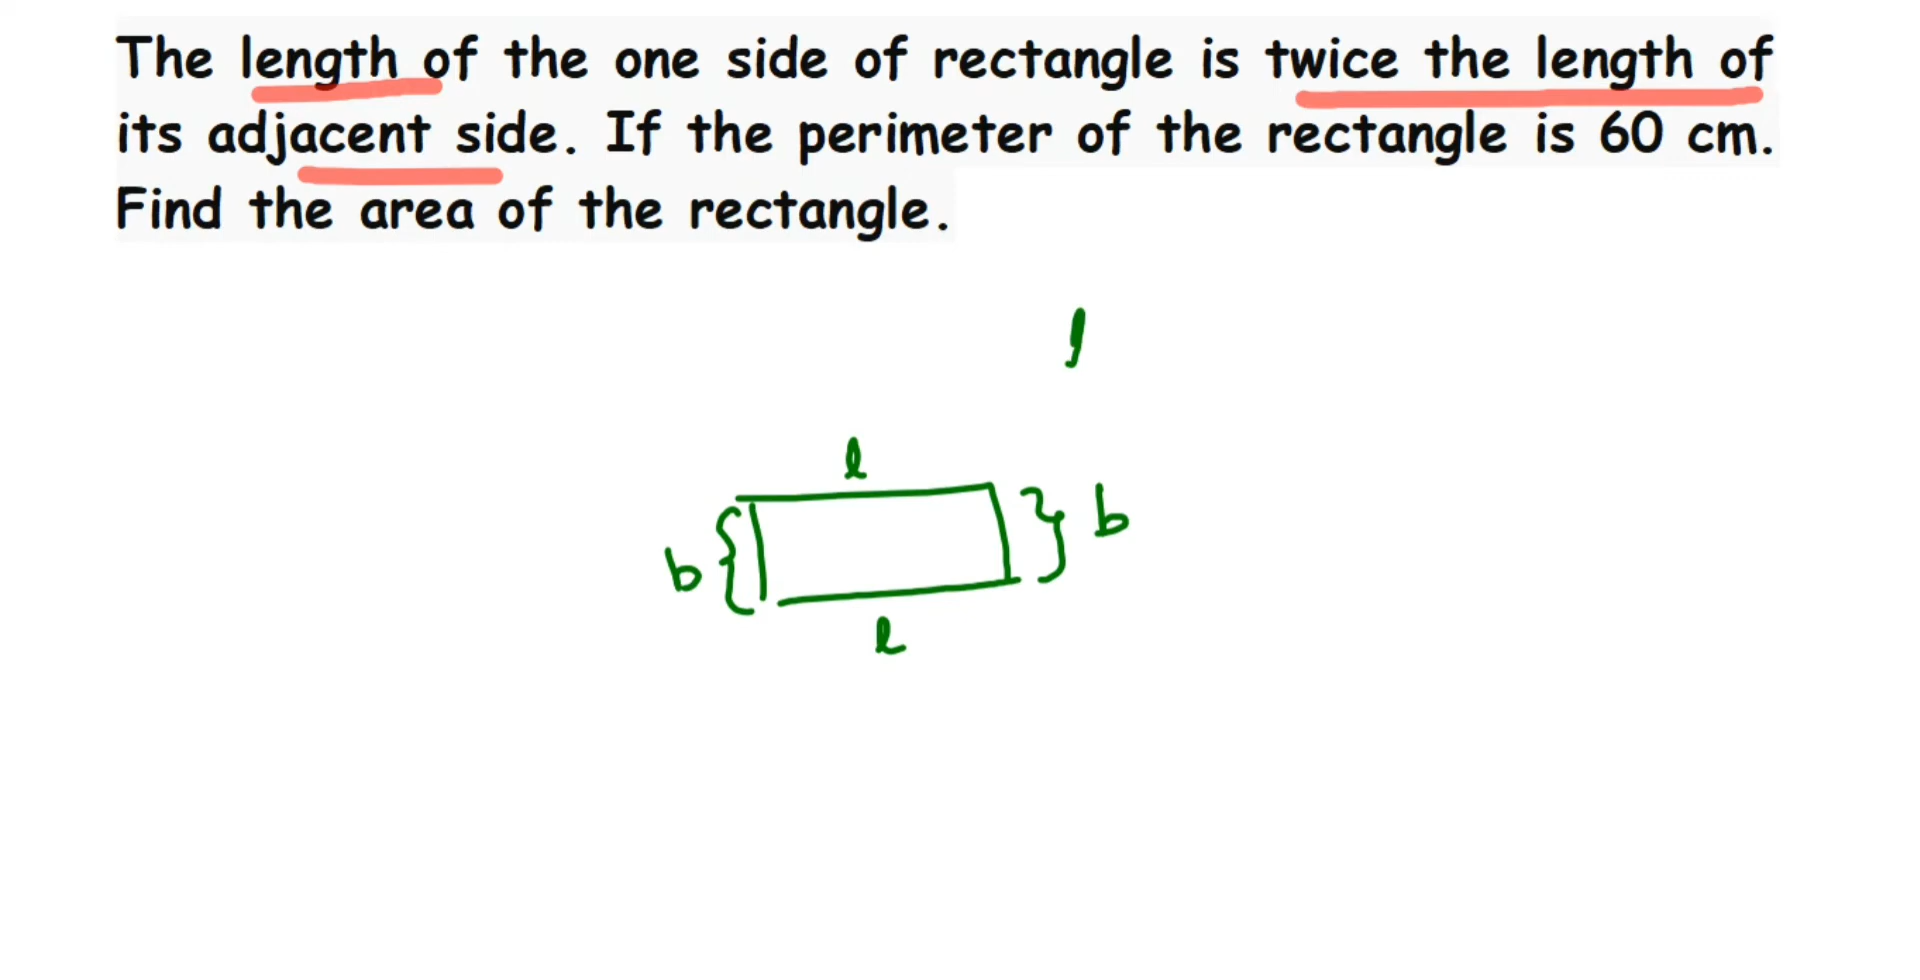 The length of the one side of rectangle is twice the length of
its adjacent side. If the perimeter of the rectangle is 60 cm.
Find the area of the rectangle.
l
b
b
l